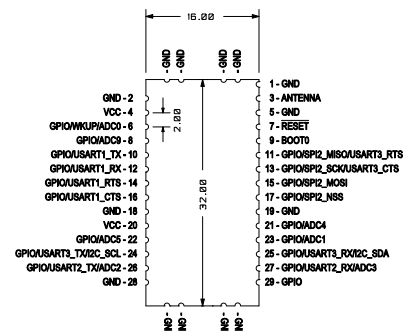 16.00
-GND
-GND
-GND
-GND
1 - GND
GND - 2
3 - ANTENNA
VCC - 4
5 - GND
GPIO/WKUP/ADC0 - 6
7 - RESET
GPIO/ADC9 - 8
9 - BOOT0
GPIO/USART1_TX - 10
11 - GPIO/SPI2_MISO/USART3_RTS
GPIO/USART1_RX - 12
13 - GPIO/SPI2_SCK/USART3_CTS
GPIO/USART1_RTS - 14
15 - GPIO/SPI2_MOSI
GPIO/USART1_CTS - 16
17 - GPIO/SPI2_NSS
GND - 18
19 - GND
VCC - 20
21 - GPIO/ADC4
GPIO/ADC5 - 22
23 - GPIO/ADC1
GPIO/USART3_TX/I2C_SCL - 24
25 - GPIO/USART3_RX/I2C_SDA
GPIO/USART2_TX/ADC2 - 26
27 - GPIO/USART2_RX/ADC3
GND - 28
29 - GPIO
2.00
32.00